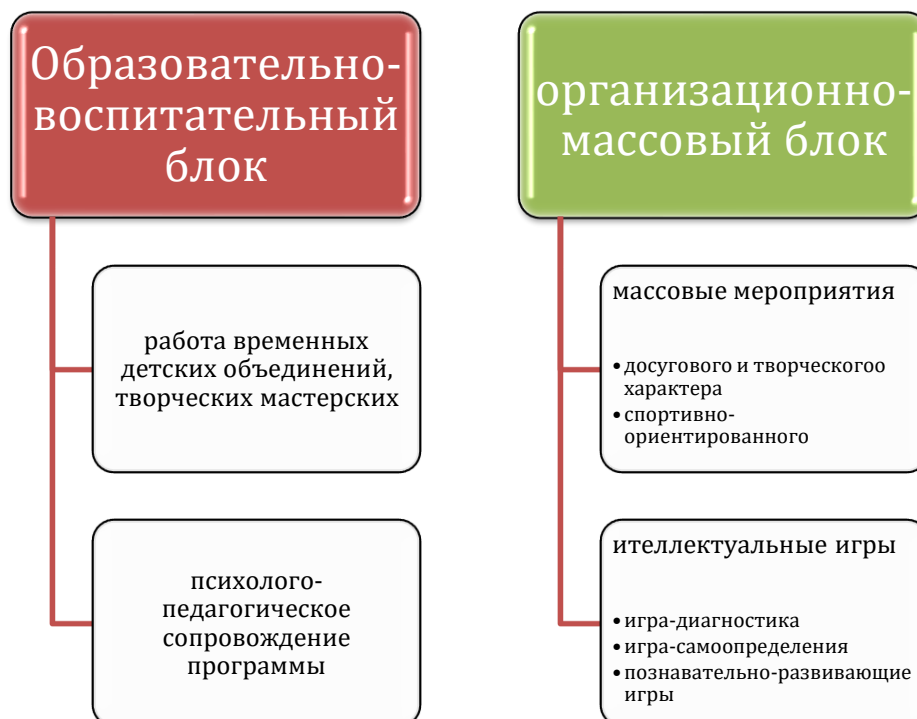 Образовательно-
воспитательный
блок
работа временных
детских объединений,
творческих мастерских
психолого-
педагогическое
сопровождение
программы
организационно-
массовый блок
массовые мероприятия
• досугового и творческогоо
характера
• спортивно-
ориентированного
ителлектуальные игры
• игра-диагностика
• игра-самоопределения
• познавательно-развивающие
игры